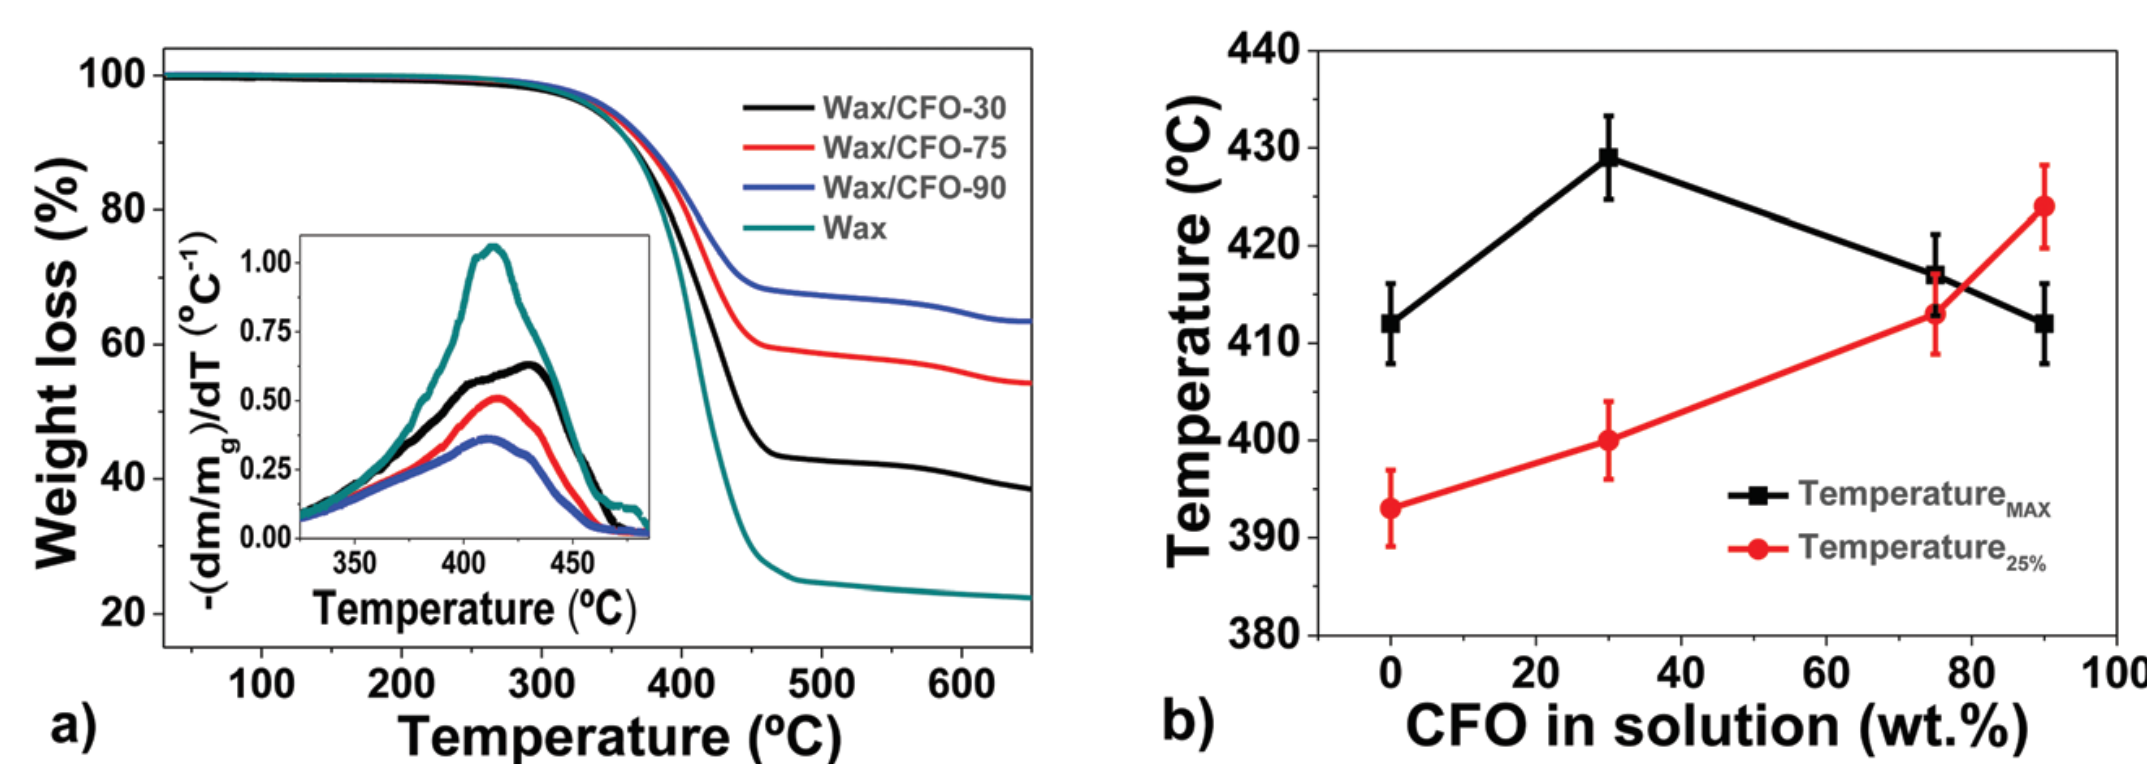 100
80
60
40
20
Weight loss (%)
Wax/CFO-30
Wax/CFO-75
Wax/CFO-90
Wax
1.00
0.75
0.50
0.25
0.00
-(dm/mg)/dT (ºC-1)
350 400 450
Temperature (ºC)
100 200 300 400 500 600
Temperature (ºC)
a)
440
430
420
410
400
390
380
Temperature (ºC)
TemperatureMAX
Temperature25%
0 20 40 60 80 100
CFO in solution (wt.%)
b)